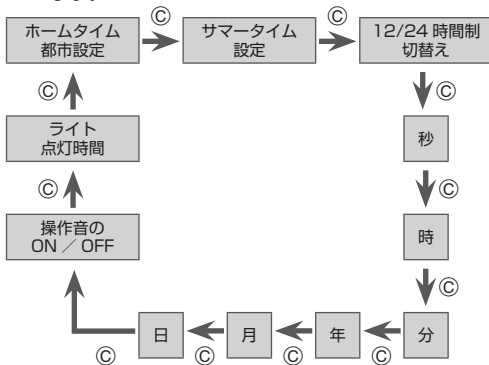 ホームタイム
都市設定
Ⓒ
サマータイム
設定
Ⓒ
12/24 時間制
切替え
Ⓒ
秒
Ⓒ
時
Ⓒ
分
Ⓒ
年
Ⓒ
月
Ⓒ
日
Ⓒ
操作音の
ON ／ OFF
Ⓒ
ライト
点灯時間
Ⓒ